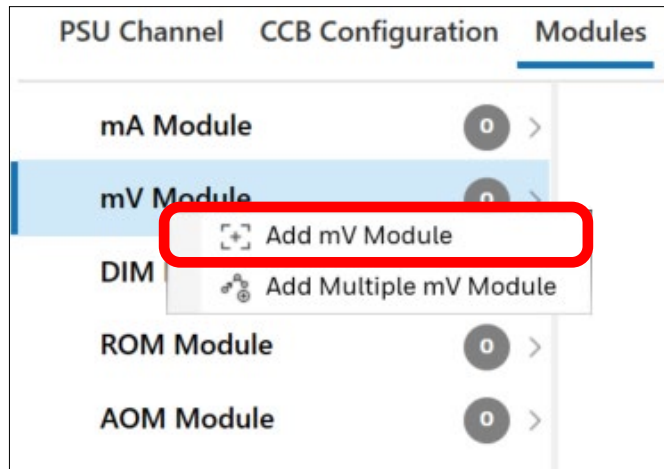 PSU Channel CCB Configuration Modules
mA Module 0
mV Module 0
Add mV Module
DIM
Add Multiple mV Module
ROM Module 0
AOM Module 0